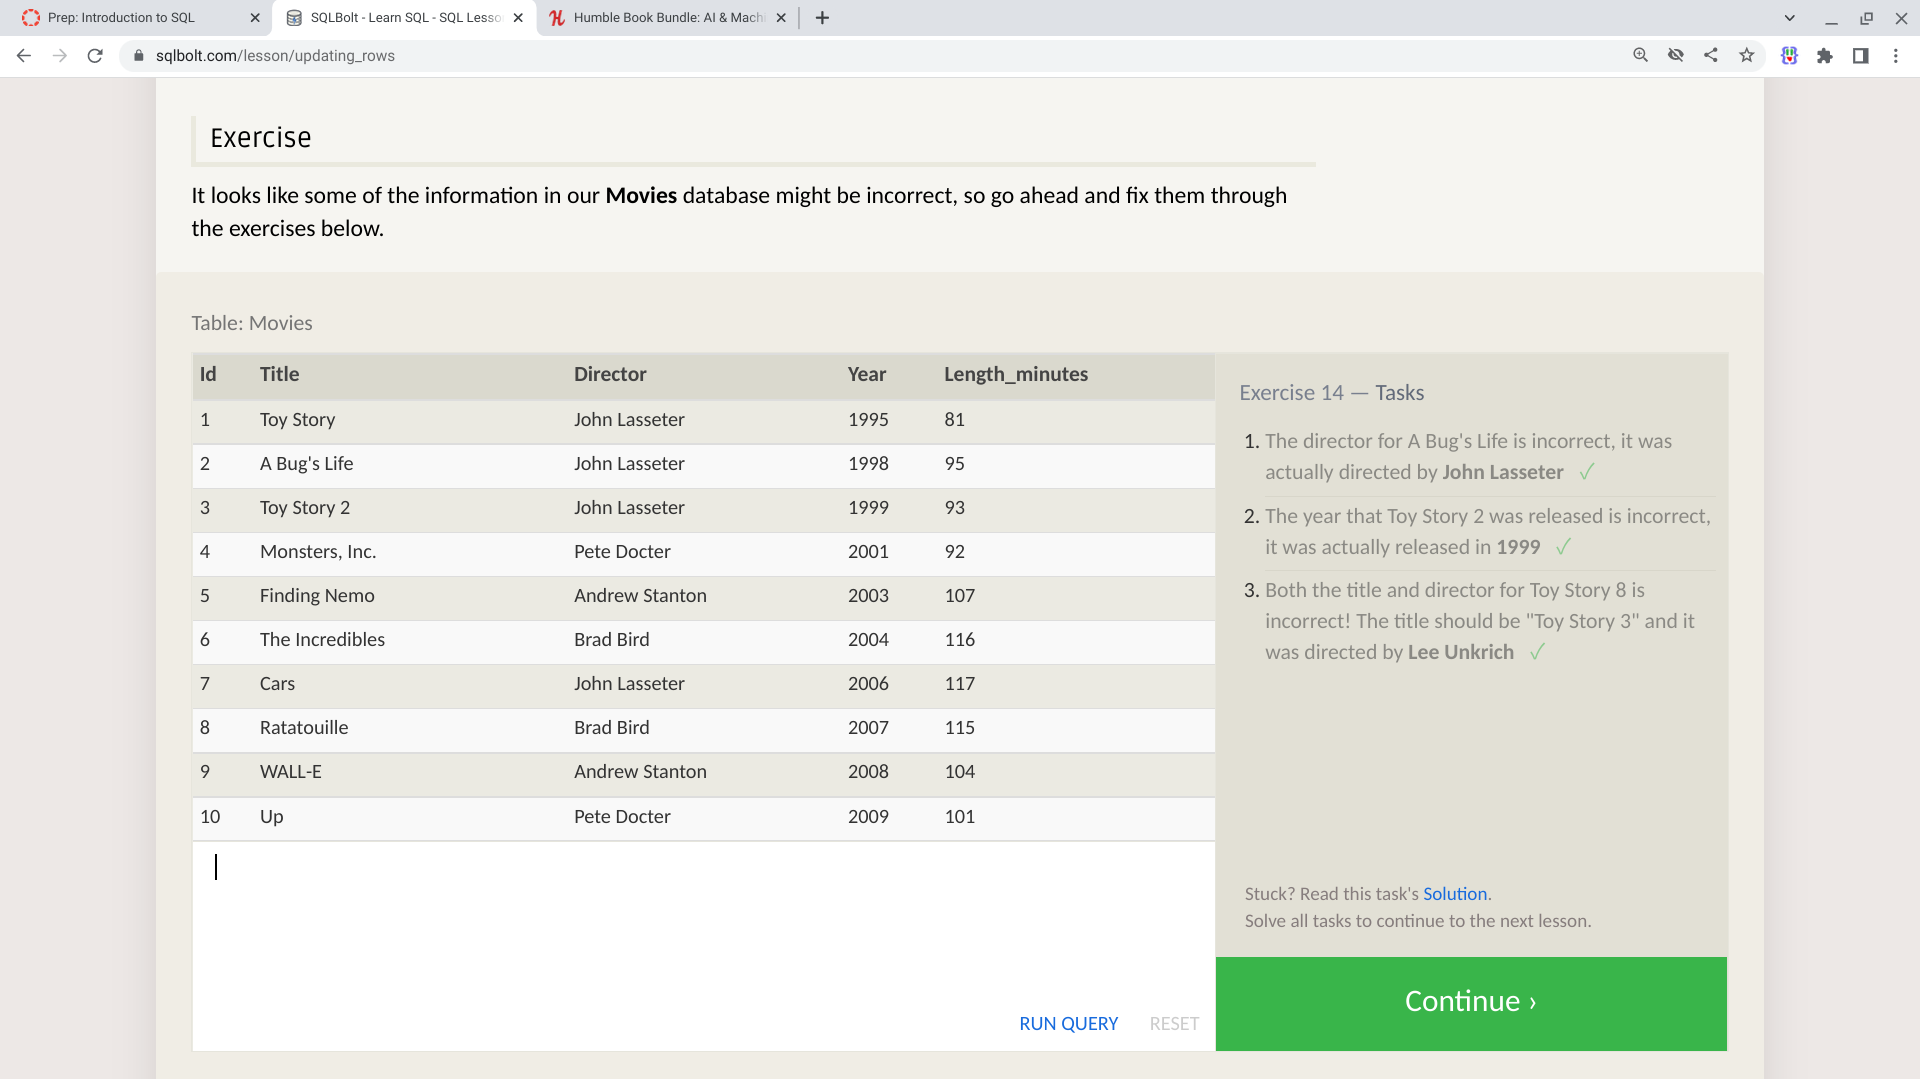 Prep: Introduction to SQL
SQLBolt - Learn SQL - SQL Lesso
Humble Book Bundle: AI & Machi
sqlbolt.com/lesson/updating_rows
Exercise
It looks like some of the information in our Movies database might be incorrect, so go ahead and fix them through
the exercises below.
Table: Movies
Id Title Director Year Length_minutes
1 Toy Story John Lasseter 1995 81
2 A Bug's Life John Lasseter 1998 95
3 Toy Story 2 John Lasseter 1999 93
4 Monsters, Inc. Pete Docter 2001 92
5 Finding Nemo Andrew Stanton 2003 107
6 The Incredibles Brad Bird 2004 116
7 Cars John Lasseter 2006 117
8 Ratatouille Brad Bird 2007 115
9 WALL-E Andrew Stanton 2008 104
10 Up Pete Docter 2009 101
RUN QUERY RESET
Exercise 14 — Tasks
1. The director for A Bug's Life is incorrect, it was
actually directed by John Lasseter ✓
2. The year that Toy Story 2 was released is incorrect,
it was actually released in 1999 ✓
3. Both the title and director for Toy Story 8 is
incorrect! The title should be "Toy Story 3" and it
was directed by Lee Unkrich ✓
Stuck? Read this task's Solution.
Solve all tasks to continue to the next lesson.
Continue ›